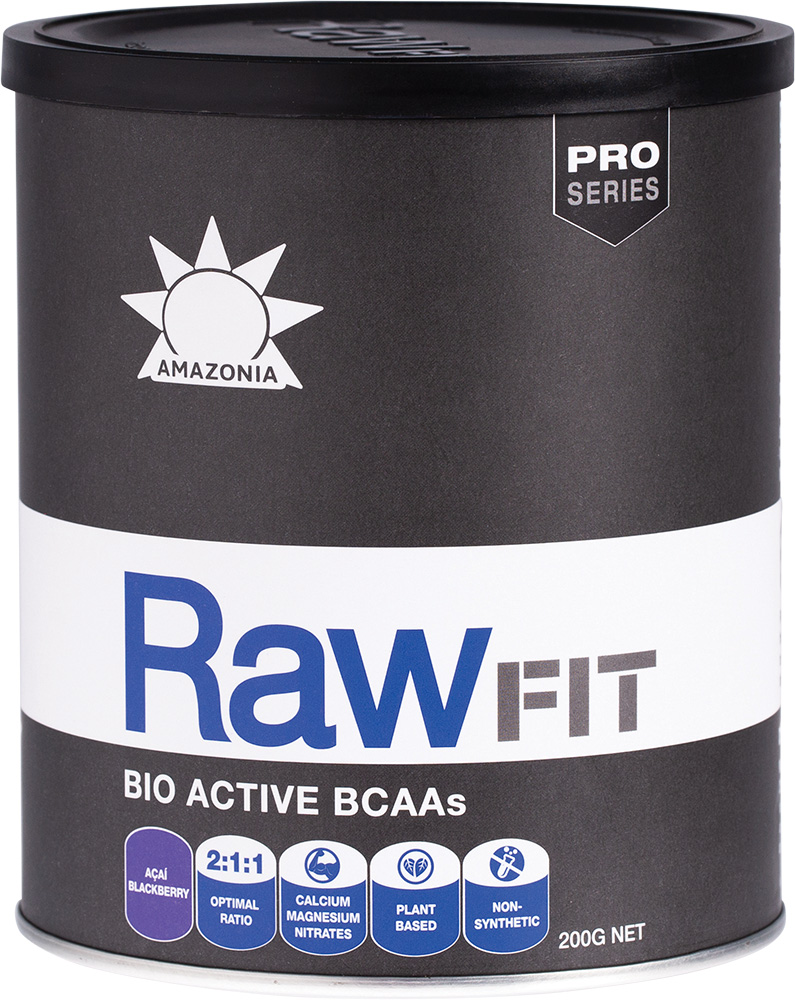 PRO
SERIES
AMAZONIA
Raw FIT
BIO ACTIVE BCAAs
AÇAÍ
BLACKBERRY
2:1:1
OPTIMAL
RATIO
CALCIUM
MAGNESIUM
NITRATES
PLANT
BASED
NON-
SYNTHETIC
200G NET